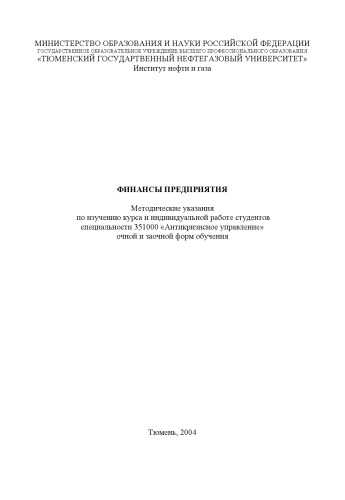 МИНИСТЕРСТВО ОБРАЗОВАНИЯ И НАУКИ РОССИЙСКОЙ ФЕДЕРАЦИИ
ГОСУДАРСТВЕННОЕ ОБРАЗОВАТЕЛЬНОЕ УЧРЕЖДЕНИЕ ВЫСШЕГО ПРОФЕССИОНАЛЬНОГО ОБРАЗОВАНИЯ
«ТЮМЕНСКИЙ ГОСУДАРТВЕННЫЙ НЕФТЕГАЗОВЫЙ УНИВЕРСИТЕТ»
Институт нефти и газа
ФИНАНСЫ ПРЕДПРИЯТИЯ
Методические указания
по изучению курса и индивидуальной работе студентов
специальности 351000 «Антикризисное управление»
очной и заочной форм обучения
Тюмень, 2004